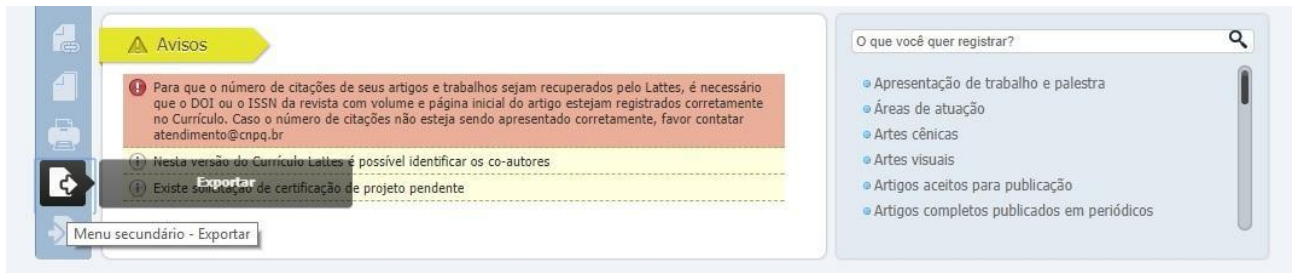 Avisos
Para que o número de citações de seus artigos e trabalhos sejam recuperados pelo Lattes, é necessário
que o DOI ou o ISSN da revista com volume e página inicial do artigo estejam registrados corretamente
no Currículo. Caso o número de citações não esteja sendo apresentado corretamente, favor contatar
atendimento@cnpq.br
Nesta versão do Currículo Lattes é possível identificar os co-autores
Existe solicitação de certificação de projeto pendente
Exportar
Menu secundário - Exportar
O que você quer registrar?
Apresentação de trabalho e palestra
Áreas de atuação
Artes cênicas
Artes visuais
Artigos aceitos para publicação
Artigos completos publicados em periódicos